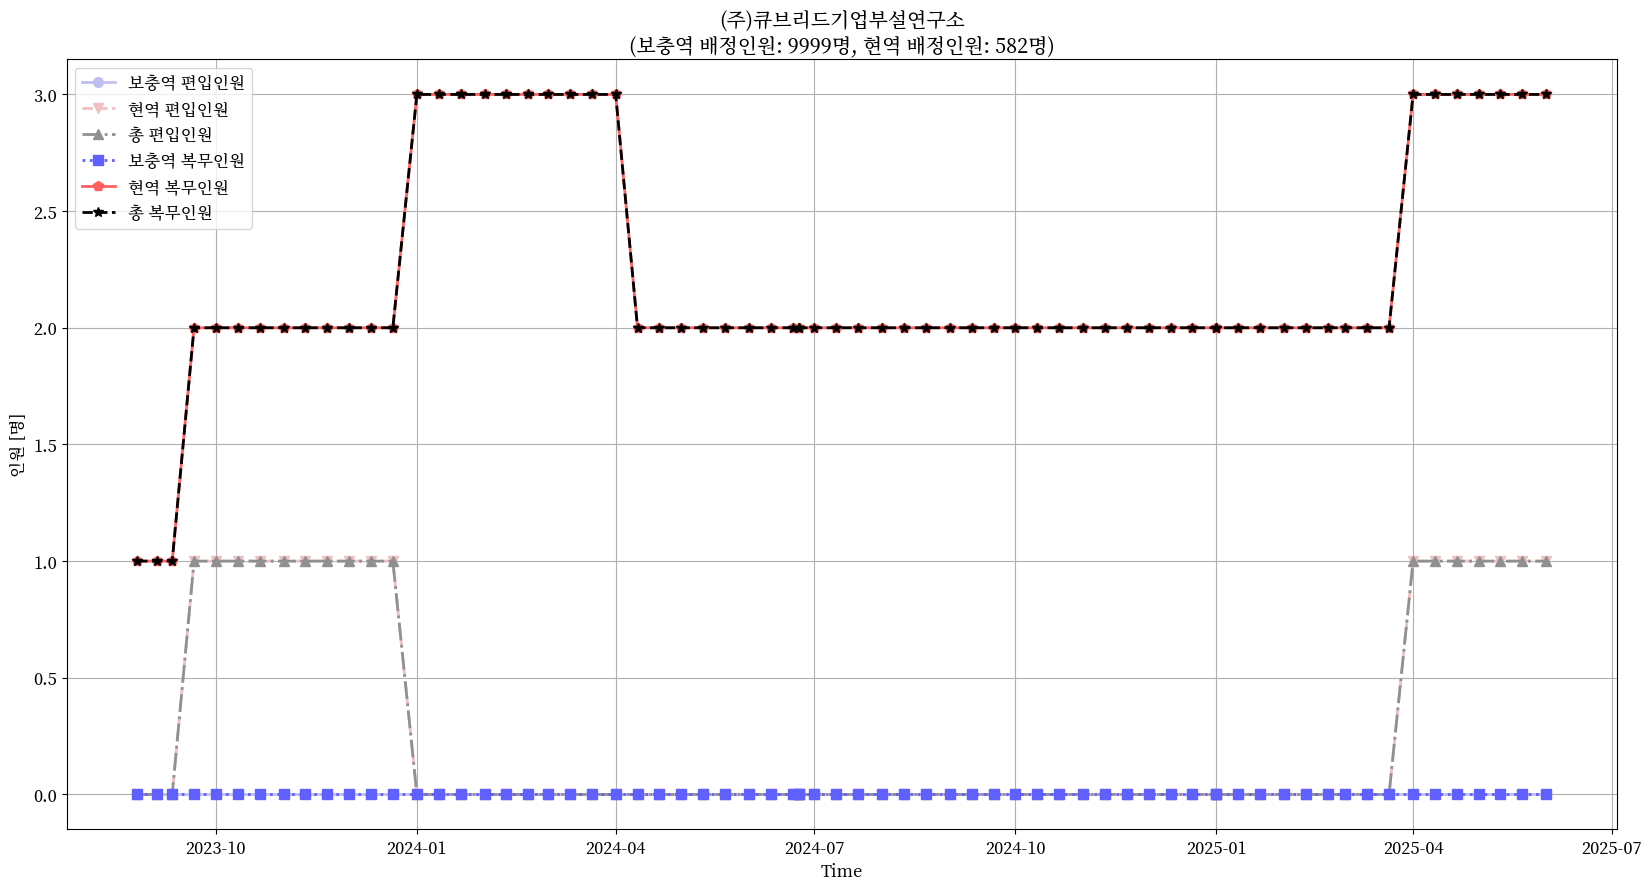 (주)큐브리드기업부설연구소
(보충역 배정인원: 9999명, 현역 배정인원: 582명)
보충역 편입인원
현역 편입인원
총 편입인원
보충역 복무인원
현역 복무인원
총 복무인원
인원 [명]
3.0
2.5
2.0
1.5
1.0
0.5
0.0
2023-10
2024-01
2024-04
2024-07
2024-10
2025-01
2025-04
2025-07
Time